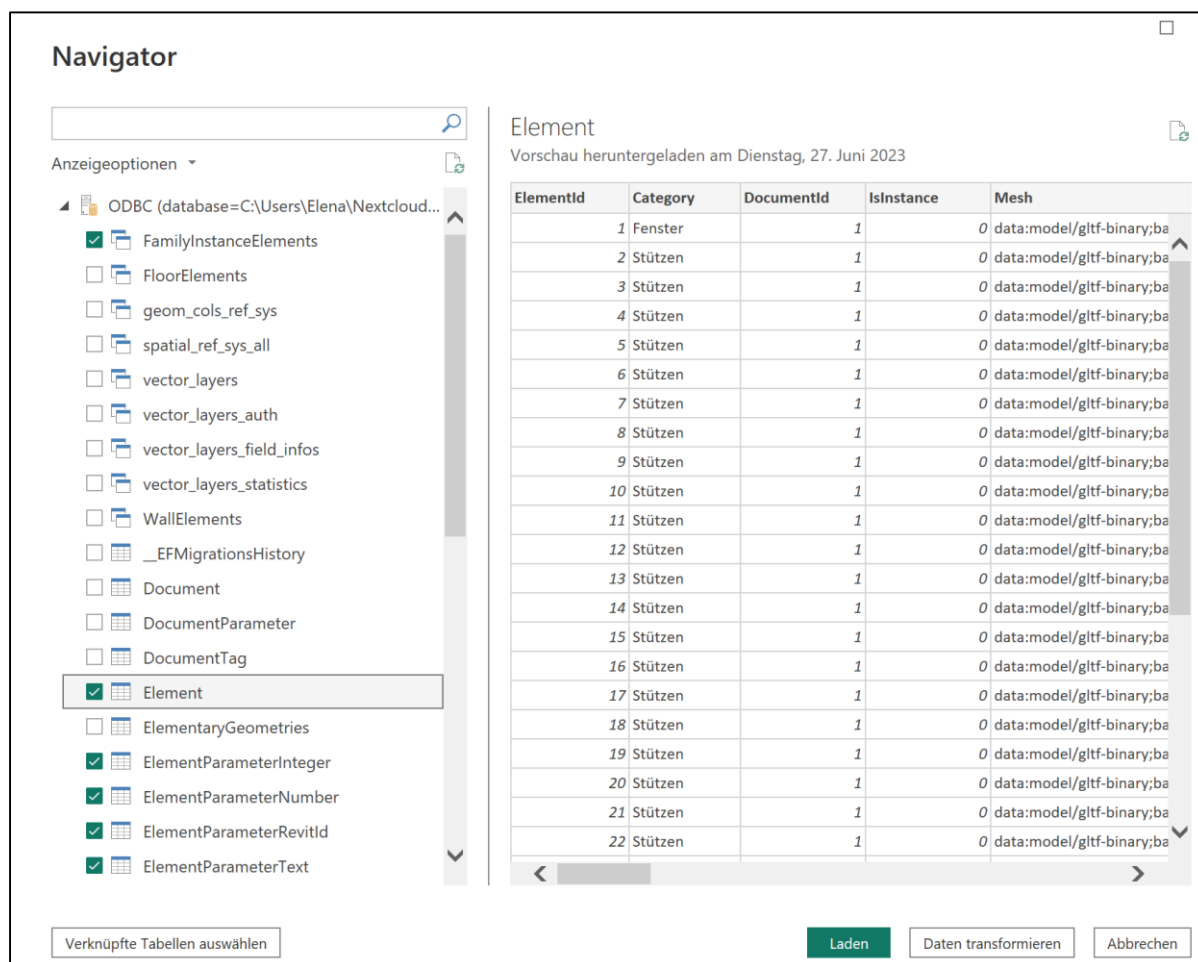 Navigator
Anzeigeoptionen
ODBC (database=C:\Users\Elena\Nextcloud...
FamilyInstanceElements
FloorElements
geom_cols_ref_sys
spatial_ref_sys_all
vector_layers
vector_layers_auth
vector_layers_field_infos
vector_layers_statistics
WallElements
__EFMigrationsHistory
Document
DocumentParameter
DocumentTag
Element
ElementaryGeometries
ElementParameterInteger
ElementParameterNumber
ElementParameterRevitId
ElementParameterText
Element
Vorschau heruntergeladen am Dienstag, 27. Juni 2023
ElementId Category DocumentId IsInstance Mesh
1 Fenster 1 0 data:model/gltf-binary;ba
2 Stützen 1 0 data:model/gltf-binary;ba
3 Stützen 1 0 data:model/gltf-binary;ba
4 Stützen 1 0 data:model/gltf-binary;ba
5 Stützen 1 0 data:model/gltf-binary;ba
6 Stützen 1 0 data:model/gltf-binary;ba
7 Stützen 1 0 data:model/gltf-binary;ba
8 Stützen 1 0 data:model/gltf-binary;ba
9 Stützen 1 0 data:model/gltf-binary;ba
10 Stützen 1 0 data:model/gltf-binary;ba
11 Stützen 1 0 data:model/gltf-binary;ba
12 Stützen 1 0 data:model/gltf-binary;ba
13 Stützen 1 0 data:model/gltf-binary;ba
14 Stützen 1 0 data:model/gltf-binary;ba
15 Stützen 1 0 data:model/gltf-binary;ba
16 Stützen 1 0 data:model/gltf-binary;ba
17 Stützen 1 0 data:model/gltf-binary;ba
18 Stützen 1 0 data:model/gltf-binary;ba
19 Stützen 1 0 data:model/gltf-binary;ba
20 Stützen 1 0 data:model/gltf-binary;ba
21 Stützen 1 0 data:model/gltf-binary;ba
22 Stützen 1 0 data:model/gltf-binary;ba
Verknüpfte Tabellen auswählen
Laden
Daten transformieren
Abbrechen